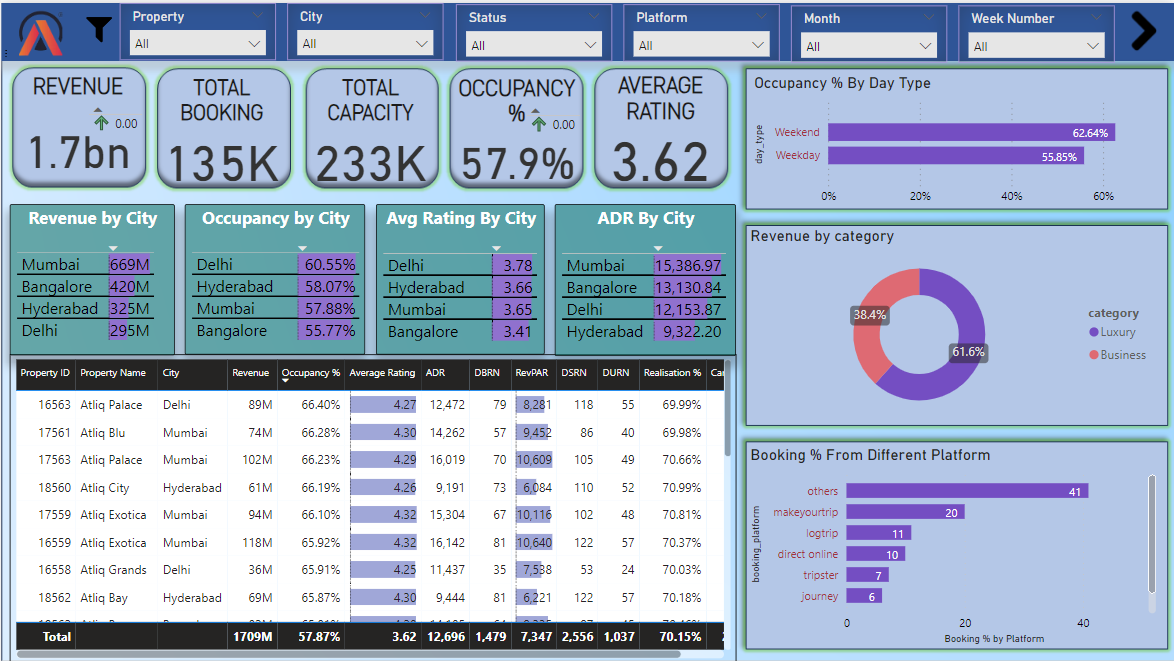 Property City Status Platform Month Week Number
All All All All All All
REVENUE
0.00
1.7bn
TOTAL
BOOKING
135K
TOTAL
CAPACITY
233K
OCCUPANCY
%
0.00
57.9%
AVERAGE
RATING
3.62
Occupancy % By Day Type
day_type
Weekend 62.64%
Weekday 55.85%
0% 20% 40% 60%
Revenue by City
Mumbai 669M
Bangalore 420M
Hyderabad 325M
Delhi 295M
Occupancy by City
Delhi 60.55%
Hyderabad 58.07%
Mumbai 57.88%
Bangalore 55.77%
Avg Rating By City
Delhi 3.78
Hyderabad 3.66
Mumbai 3.65
Bangalore 3.41
ADR By City
Mumbai 15,386.97
Bangalore 13,130.84
Delhi 12,153.87
Hyderabad 9,322.20
Revenue by category
38.4%
61.6%
category
Luxury
Business
Property ID Property Name City Revenue Occupancy % Average Rating ADR DBRN RevPAR DSRN DURN Realisation %
16563 Atliq Palace Delhi 89M 66.40% 4.27 12,472 79 8,281 118 55 69.99%
17561 Atliq Blu Mumbai 74M 66.28% 4.30 14,262 57 9,452 86 40 69.98%
17563 Atliq Palace Mumbai 102M 66.23% 4.29 16,019 70 10,609 105 49 70.66%
18560 Atliq City Hyderabad 61M 66.19% 4.26 9,191 73 6,084 110 52 70.99%
17559 Atliq Exotica Mumbai 94M 66.10% 4.32 15,304 67 10,116 102 48 70.81%
16559 Atliq Exotica Mumbai 118M 65.92% 4.32 16,142 81 10,640 122 57 70.37%
16558 Atliq Grands Delhi 36M 65.91% 4.25 11,437 35 7,538 53 24 70.03%
18562 Atliq Bay Hyderabad 69M 65.87% 4.30 9,444 81 6,221 122 57 70.18%
Total 1709M 57.87% 3.62 12,696 1,479 7,347 2,556 1,037 70.15%
Booking % From Different Platform
booking_platform
others 41
makeyourtrip 20
logtrip 11
direct online 10
tripster 7
journey 6
0 20 40
Booking % by Platform